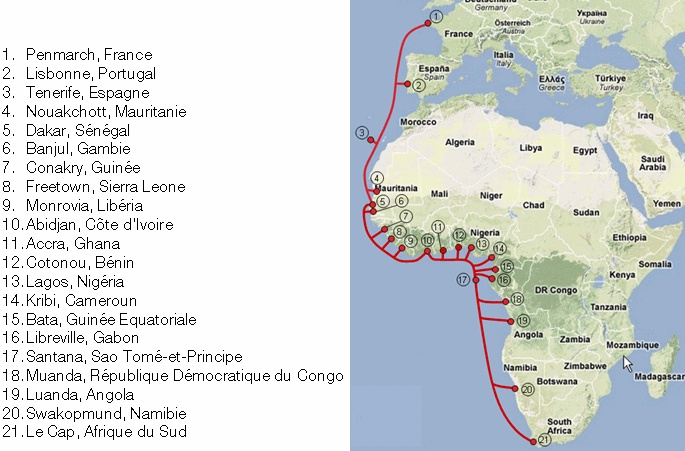 1. Penmarch, France
2. Lisbonne, Portugal
3. Tenerife, Espagne
4. Nouakchott, Mauritanie
5. Dakar, Sénégal
6. Banjul, Gambie
7. Conakry, Guinée
8. Freetown, Sierra Leone
9. Monrovia, Libéria
10. Abidjan, Côte d'Ivoire
11. Accra, Ghana
12. Cotonou, Bénin
13. Lagos, Nigéria
14. Kribi, Cameroun
15. Bata, Guinée Equatoriale
16. Libreville, Gabon
17. Santana, Sao Tomé-et-Principe
18. Muanda, République Démocratique du Congo
19. Luanda, Angola
20. Swakopmund, Namibie
21. Le Cap, Afrique du Sud
Deutschland
Germany
Україна
Ukraine
1
France
Österreich
Austria
Italia
Italy
España
Spain
2
Ελλάς
Greece
Türkiye
Turkey
3
Morocco
Iraq
Algeria
Libya
Egypt
Saudi
Arabia
4
Mauritania
Mali
Niger
Chad
Sudan
Yemen
5
6
7
8
9
10
11
12
13
14
Nigeria
Ethiopia
Somalia
15
16
17
Kenya
DR Congo
18
Tanzania
19
Angola
Zambia
Mozambique
Namibia
Zimbabwe
Botswana
Madagascar
20
South
Africa
21